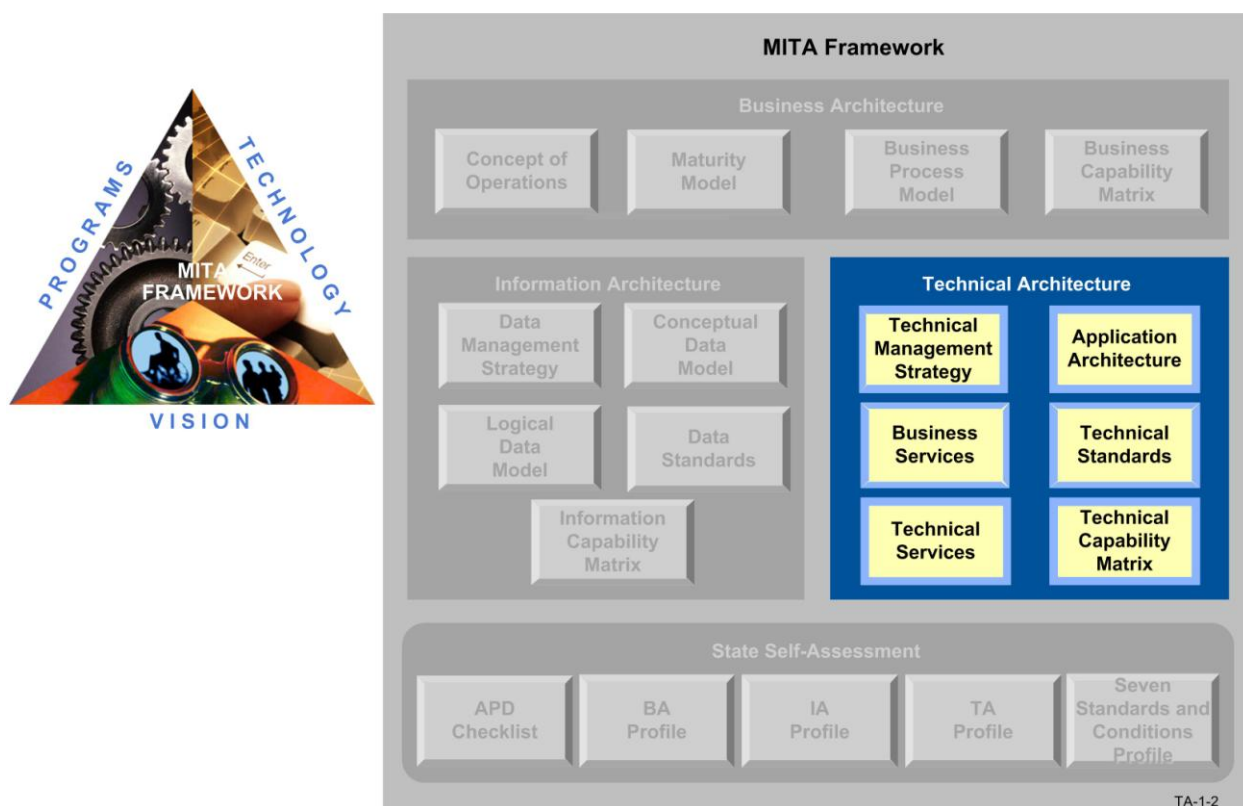 PROGRAMS
TECHNOLOGY
Enter
MITA
FRAMEWORK
VISION
MITA Framework
Business Architecture
Concept of
Operations
Maturity
Model
Business
Process
Model
Business
Capability
Matrix
Information Architecture
Data
Management
Strategy
Conceptual
Data
Model
Logical
Data
Model
Data
Standards
Information
Capability
Matrix
Technical Architecture
Technical
Management
Strategy
Application
Architecture
Business
Services
Technical
Standards
Technical
Services
Technical
Capability
Matrix
State Self-Assessment
APD
Checklist
BA
Profile
IA
Profile
TA
Profile
Seven
Standards and
Conditions
Profile
TA-1-2